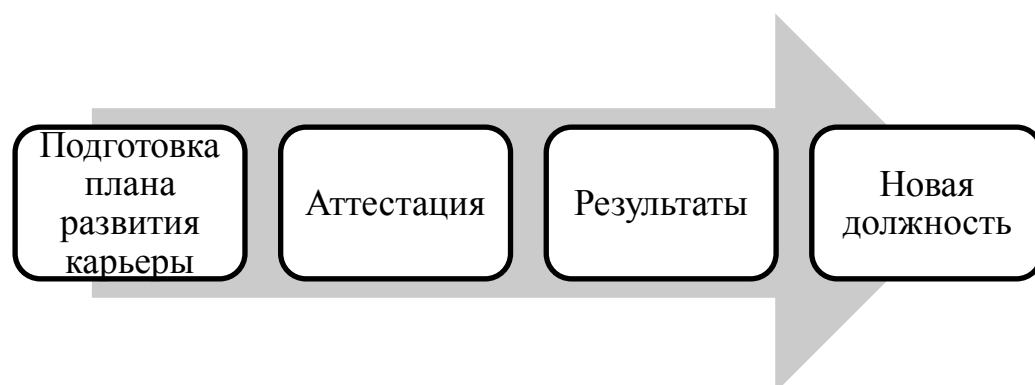 Подготовка
плана
развития
карьеры
Аттестация
Результаты
Новая
должность